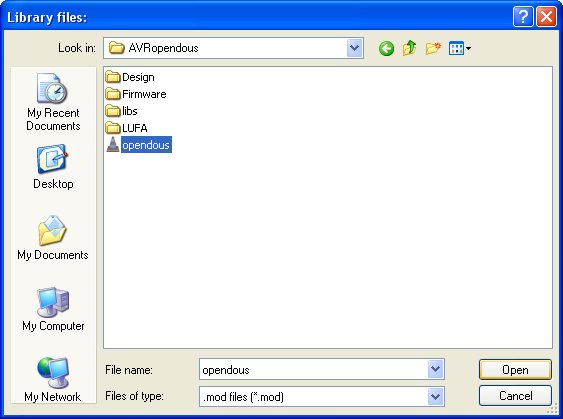 Library files:
Look in: AVRopendous
My Recent
Documents
Desktop
My Documents
My Computer
My Network
Design
Firmware
libs
LUFA
opendous
File name: opendous Open
Files of type: .mod files (*.mod) Cancel